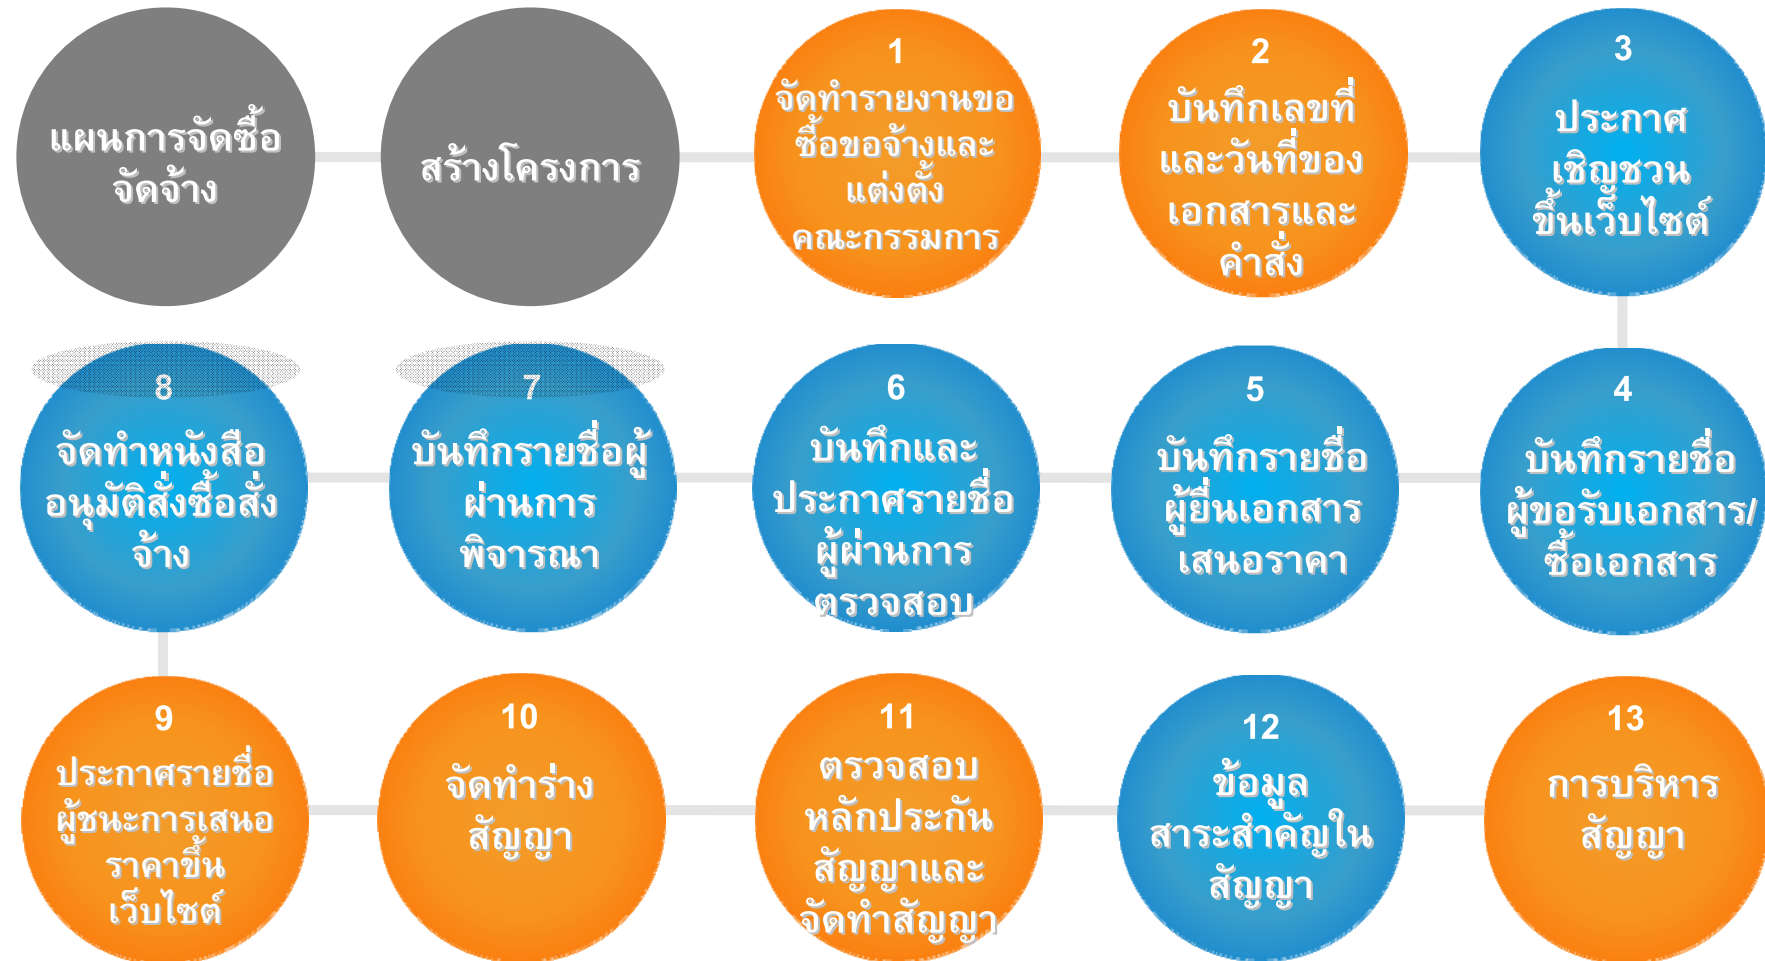 แผนการจัดซื้อ
จัดจ้าง
สร้างโครงการ
1
จัดทำรายงานขอ
ซื้อขอจ้างและ
แต่งตั้ง
คณะกรรมการ
2
บันทึกเลขที่
และวันที่ของ
เอกสารและ
คำสั่ง
3
ประกาศ
เชิญชวน
ขึ้นเว็บไซต์
4
บันทึกรายชื่อ
ผู้ขอรับเอกสาร/
ซื้อเอกสาร
5
บันทึกรายชื่อ
ผู้ยื่นเอกสาร
เสนอราคา
6
บันทึกและ
ประกาศรายชื่อ
ผู้ผ่านการ
ตรวจสอบ
7
บันทึกรายชื่อผู้
ผ่านการ
พิจารณา
8
จัดทำหนังสือ
อนุมัติสั่งซื้อสั่ง
จ้าง
9
ประกาศรายชื่อ
ผู้ชนะการเสนอ
ราคาขึ้น
เว็บไซต์
10
จัดทำร่าง
สัญญา
11
ตรวจสอบ
หลักประกัน
สัญญาและ
จัดทำสัญญา
12
ข้อมูล
สาระสำคัญใน
สัญญา
13
การบริหาร
สัญญา